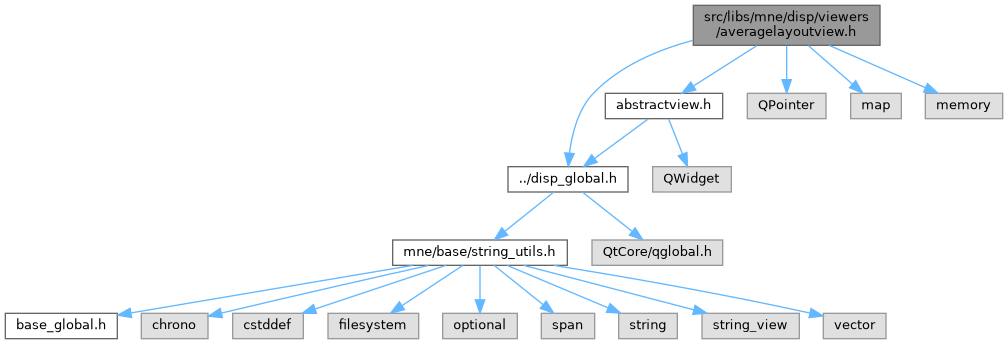 src/libs/mne/disp/viewers
/averagelayoutview.h
abstractview.h
QPointer
map
memory
../disp_global.h
QWidget
mne/base/string_utils.h
QtCore/qglobal.h
base_global.h
chrono
cstddef
filesystem
optional
span
string
string_view
vector